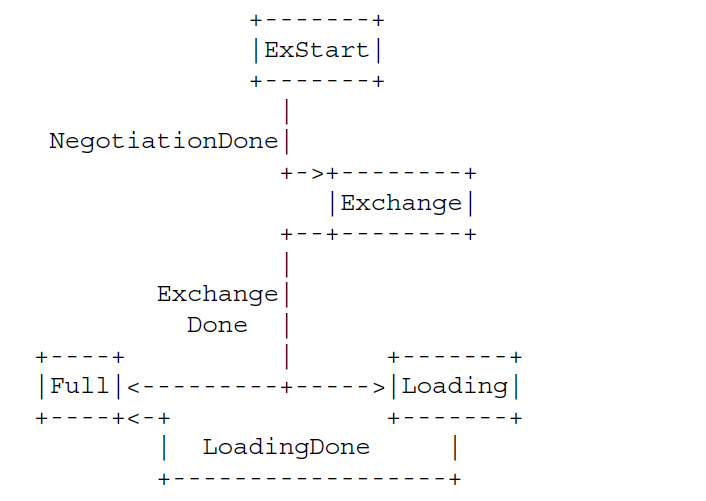 +-------+
            |ExStart|
            +-------+
              |
NegotiationDone|
              +->+--------+
                 |Exchange|
              +--+--------+
              |
      Exchange|
        Done  |
+----+          |      +-------+
|Full|<---------+----->|Loading|
+----+<-+              +-------+
        |  LoadingDone     |
        +------------------+